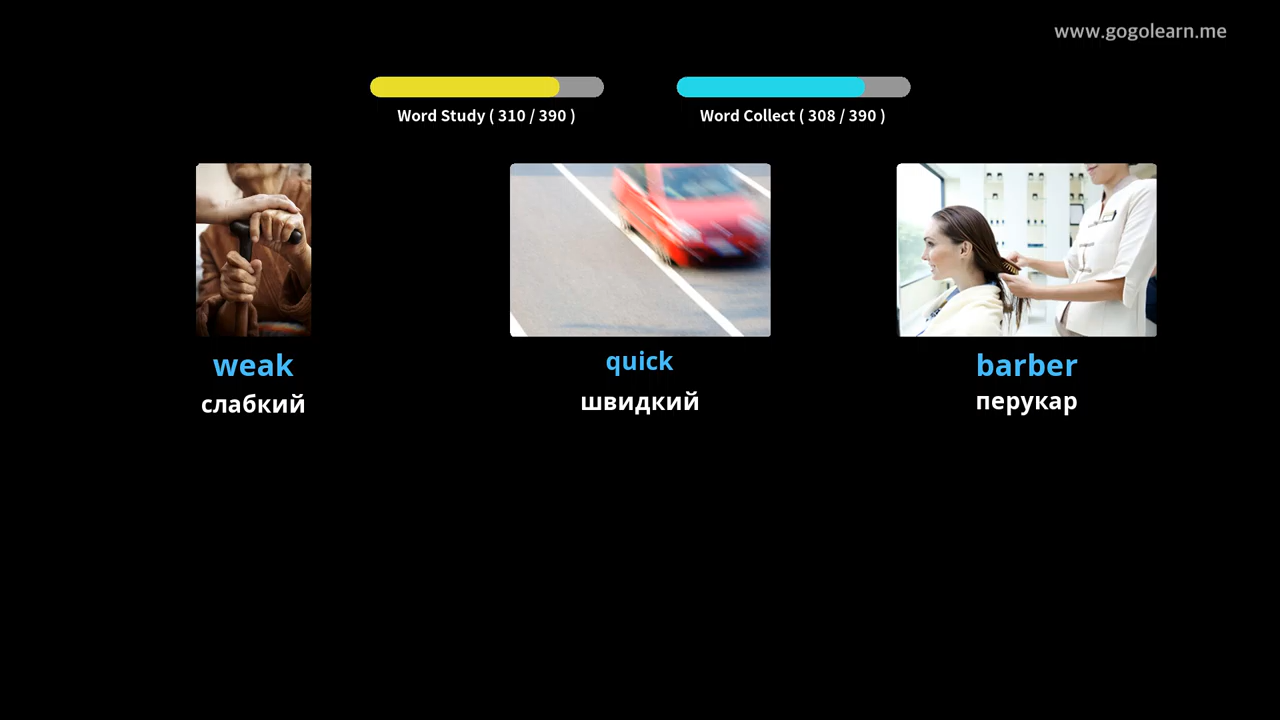 www.gogolearn.me
Word Study ( 310 / 390 )
Word Collect ( 308 / 390 )
weak
слабкий
quick
швидкий
barber
перукар